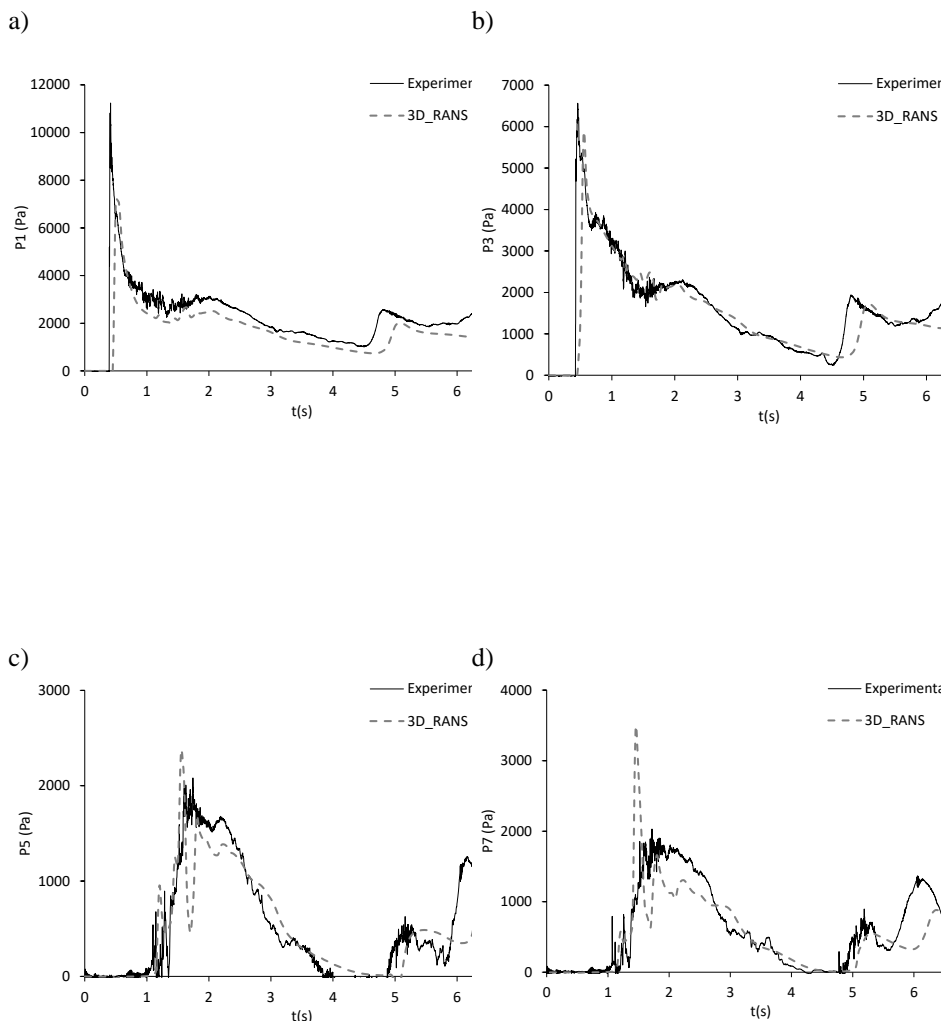 a)
b)
12000
10000
8000
6000
4000
2000
0
P1 (Pa)
0 1 2 3 4 5 6
t(s)
Experimer
3D_RANS
7000
6000
5000
4000
3000
2000
1000
0
P3 (Pa)
0 1 2 3 4 5 6
t(s)
Experimer
3D_RANS
c)
d)
3000
2000
1000
0
P5 (Pa)
0 1 2 3 4 5 6
t(s)
Experimer
3D_RANS
4000
3000
2000
1000
0
P7 (Pa)
0 1 2 3 4 5 6
t(s)
Experimenta
3D_RANS